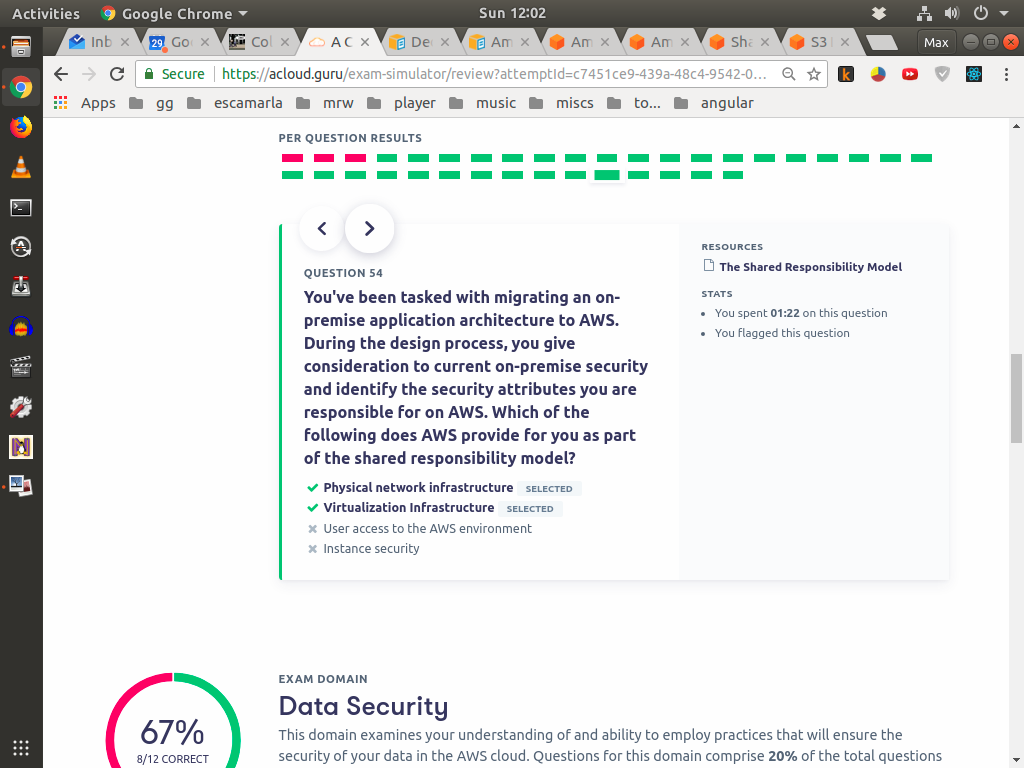 Activities Google Chrome Sun 12:02
Inb Goo Col A C De Am Am Am Sha S3 Max
Secure https://acloud.guru/exam-simulator/review?attemptId=c7451ce9-439a-48c4-9542-0...
Apps gg escamarla mrw player music miscs to... angular
PER QUESTION RESULTS
QUESTION 54
You've been tasked with migrating an on-
premise application architecture to AWS.
During the design process, you give
consideration to current on-premise security
and identify the security attributes you are
responsible for on AWS. Which of the
following does AWS provide for you as part
of the shared responsibility model?
Physical network infrastructure SELECTED
Virtualization Infrastructure SELECTED
User access to the AWS environment
Instance security
RESOURCES
The Shared Responsibility Model
STATS
You spent 01:22 on this question
You flagged this question
67%
8/12 CORRECT
EXAM DOMAIN
Data Security
This domain examines your understanding of and ability to employ practices that will ensure the
security of your data in the AWS cloud. Questions for this domain comprise 20% of the total questions